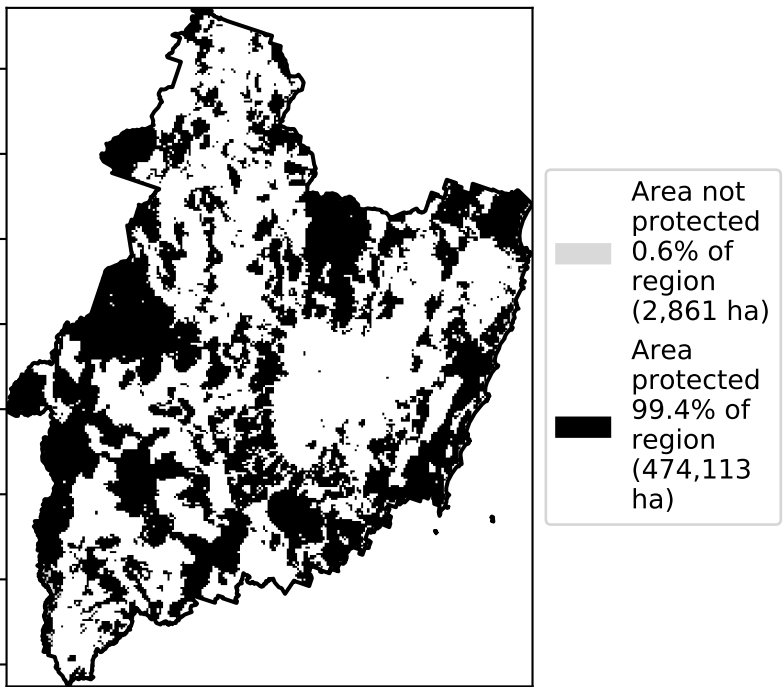 Area not
protected
0.6% of
region
(2,861 ha)
Area
protected
99.4% of
region
(474,113
ha)